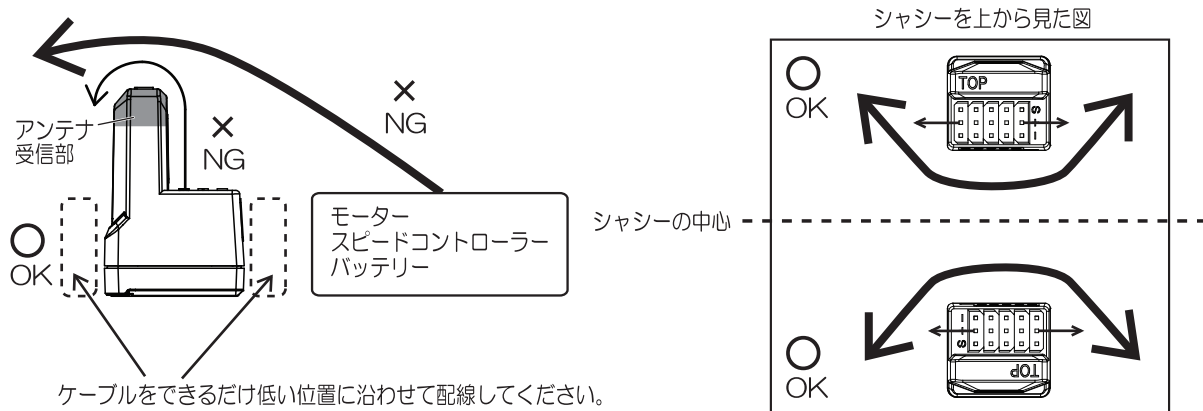 シャシーを上から見た図
×
NG
アンテナ
受信部
×
NG
モーター
スピードコントローラー
バッテリー
○
OK
ケーブルをできるだけ低い位置に沿わせて配線してください。
○
OK
TOP
S
シャシーの中心
○
OK
S
TOP